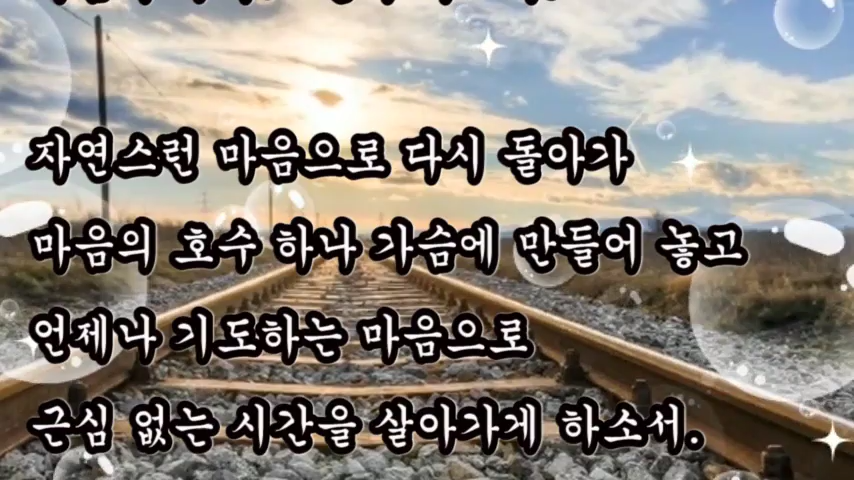 자연스런 마음으로 다시 돌아가
마음의 호수 하나 가슴에 만들어 놓고
언제나 기도하는 마음으로
근심 없는 시간을 살아가게 하소서.